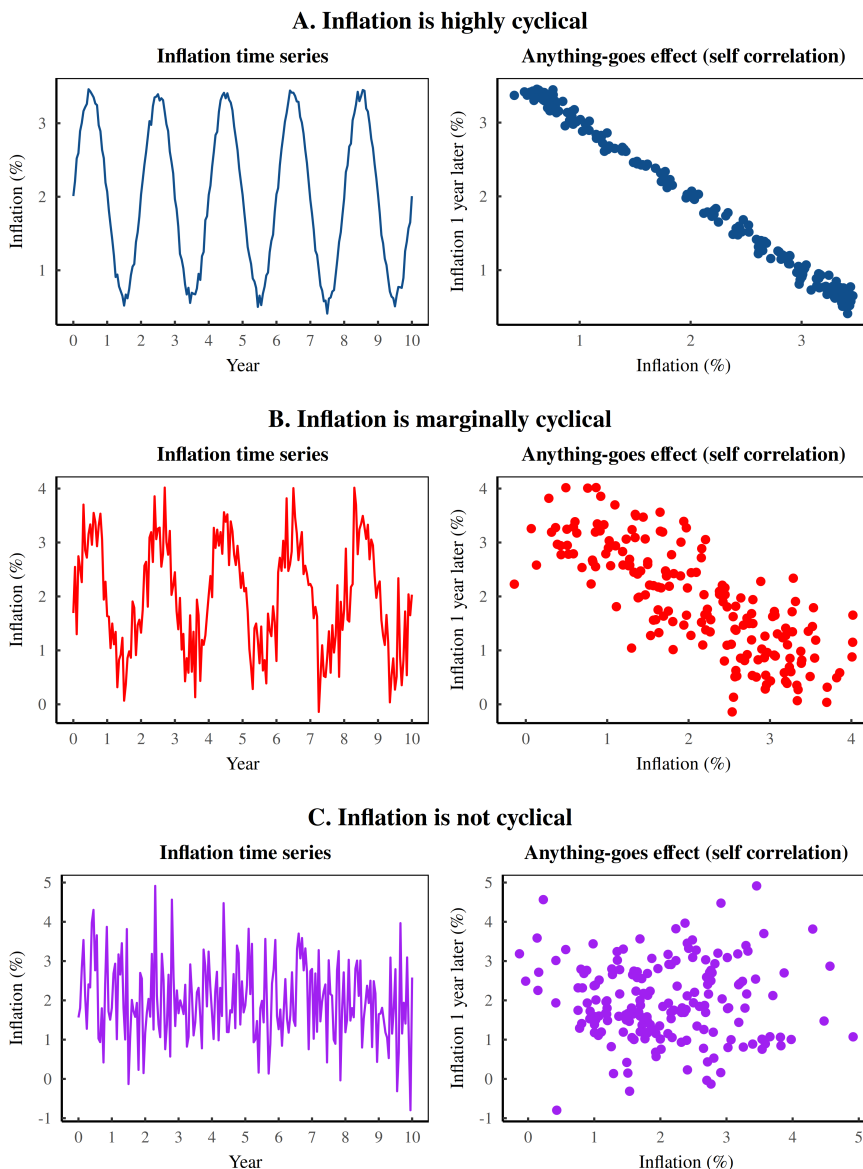 A. Inflation is highly cyclical
Inflation time series
Anything-goes effect (self correlation)
Inflation (%)
3
2
1
0 1 2 3 4 5 6 7 8 9 10
Year
Inflation 1 year later (%)
3
2
1
1 2 3
Inflation (%)
B. Inflation is marginally cyclical
Inflation time series
Anything-goes effect (self correlation)
Inflation (%)
4
3
2
1
0
0 1 2 3 4 5 6 7 8 9 10
Year
Inflation 1 year later (%)
4
3
2
1
0
0 1 2 3 4
Inflation (%)
C. Inflation is not cyclical
Inflation time series
Anything-goes effect (self correlation)
Inflation (%)
5
4
3
2
1
0
-1
0 1 2 3 4 5 6 7 8 9 10
Year
Inflation 1 year later (%)
5
4
3
2
1
0
-1
0 1 2 3 4 5
Inflation (%)